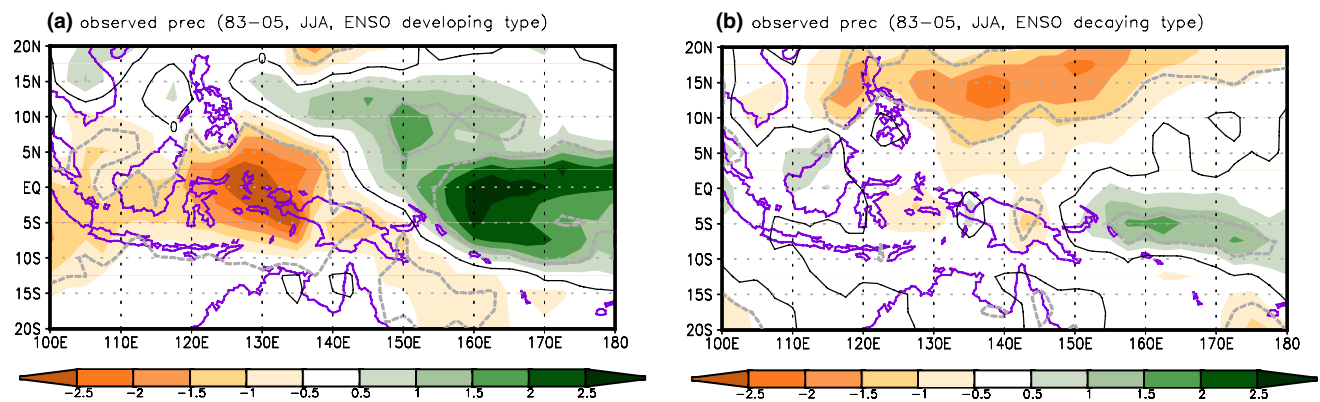 (a) observed prec (83−05, JJA, ENSO developing type)
20N
15N
10N
5N
EQ
5S
10S
15S
20S
0
0
100E 110E 120E 130E 140E 150E 160E 170E 180
−2.5 −2 −1.5 −1 −0.5 0.5 1 1.5 2 2.5
(b) observed prec (83−05, JJA, ENSO decaying type)
20N
15N
10N
5N
EQ
5S
10S
15S
20S
100E 110E 120E 130E 140E 150E 160E 170E 180
−2.5 −2 −1.5 −1 −0.5 0.5 1 1.5 2 2.5